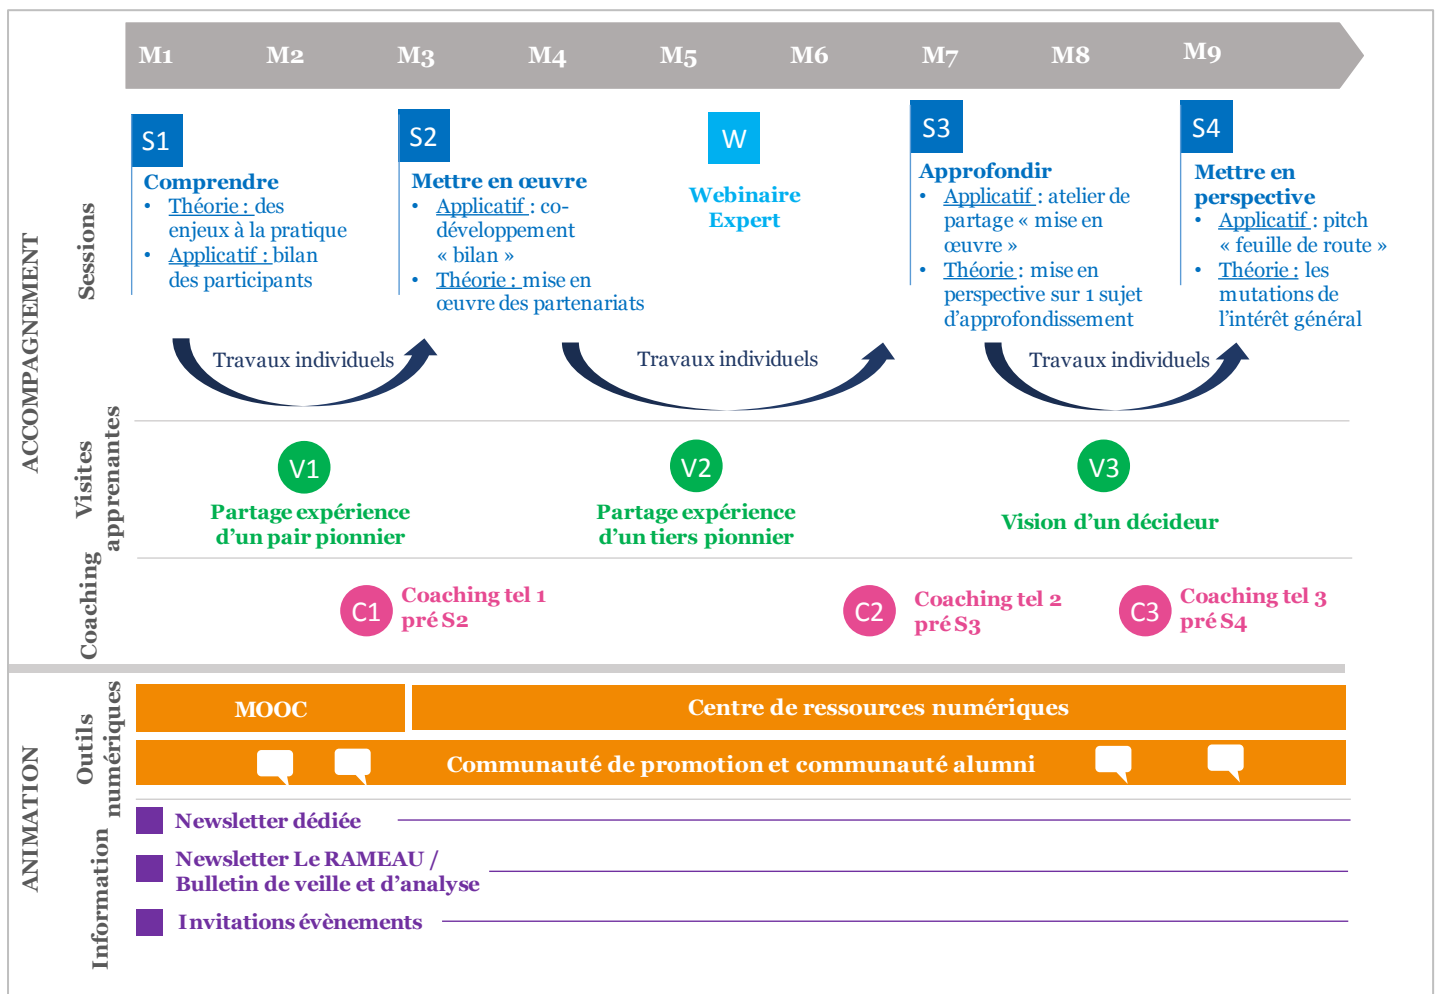 M1 M2 M3 M4 M5 M6 M7 M8 M9
ACCOMPAGNEMENT
Sessions
S1
Comprendre
• Théorie : des
enjeux à la pratique
• Applicatif : bilan
des participants
S2
Mettre en œuvre
• Applicatif : co-
développement
« bilan »
• Théorie : mise en
œuvre des partenariats
W
Webinaire
Expert
S3
Approfondir
• Applicatif : atelier de
partage « mise en
œuvre »
• Théorie : mise en
perspective sur 1 sujet
d’approfondissement
S4
Mettre en
perspective
• Applicatif : pitch
« feuille de route »
• Théorie : les
mutations de
l’intérêt général
Travaux individuels
Travaux individuels
Travaux individuels
Visites
apprenantes
V1
Partage expérience
d’un pair pionnier
V2
Partage expérience
d’un tiers pionnier
V3
Vision d’un décideur
Coaching
C1
Coaching tel 1
pré S2
C2
Coaching tel 2
pré S3
C3
Coaching tel 3
pré S4
ANIMATION
Outils
numériques
MOOC
Centre de ressources numériques
Communauté de promotion et communauté alumni
Information
Newsletter dédiée
Newsletter Le RAMEAU /
Bulletin de veille et d’analyse
Invitations évènements